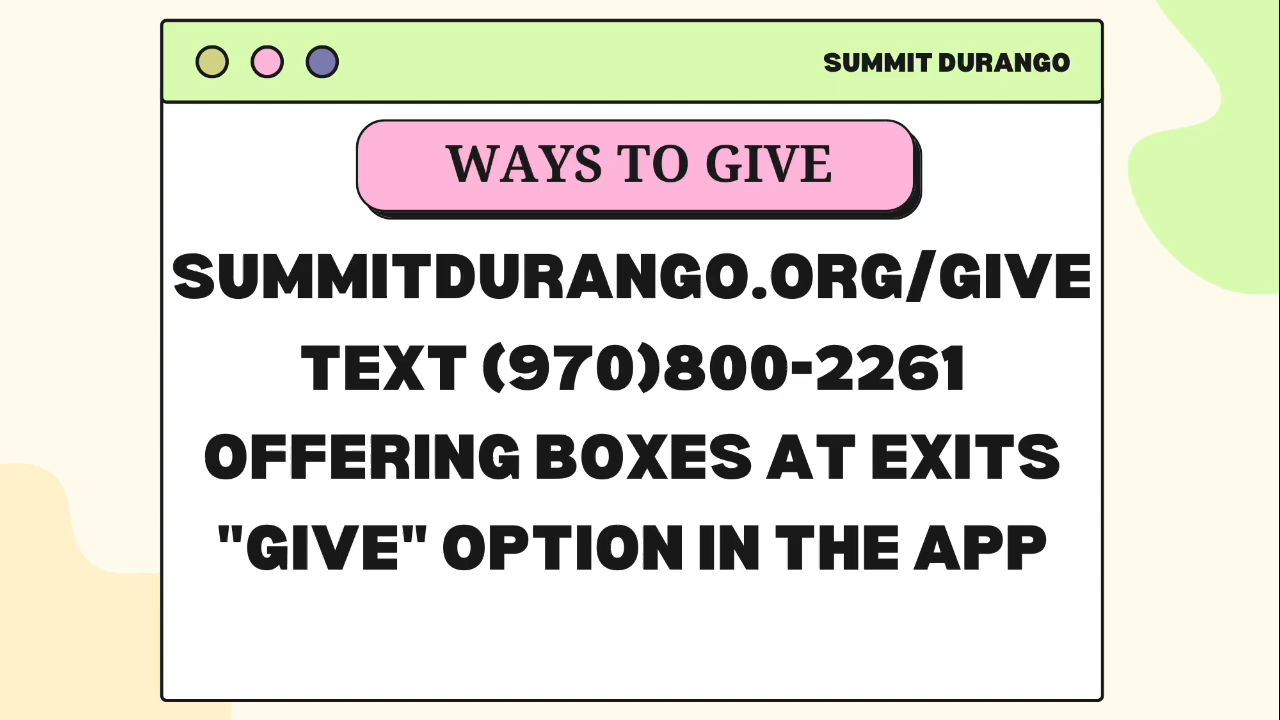 SUMMIT DURANGO
WAYS TO GIVE
SUMMITDURANGO.ORG/GIVE
TEXT (970)800-2261
OFFERING BOXES AT EXITS
"GIVE" OPTION IN THE APP